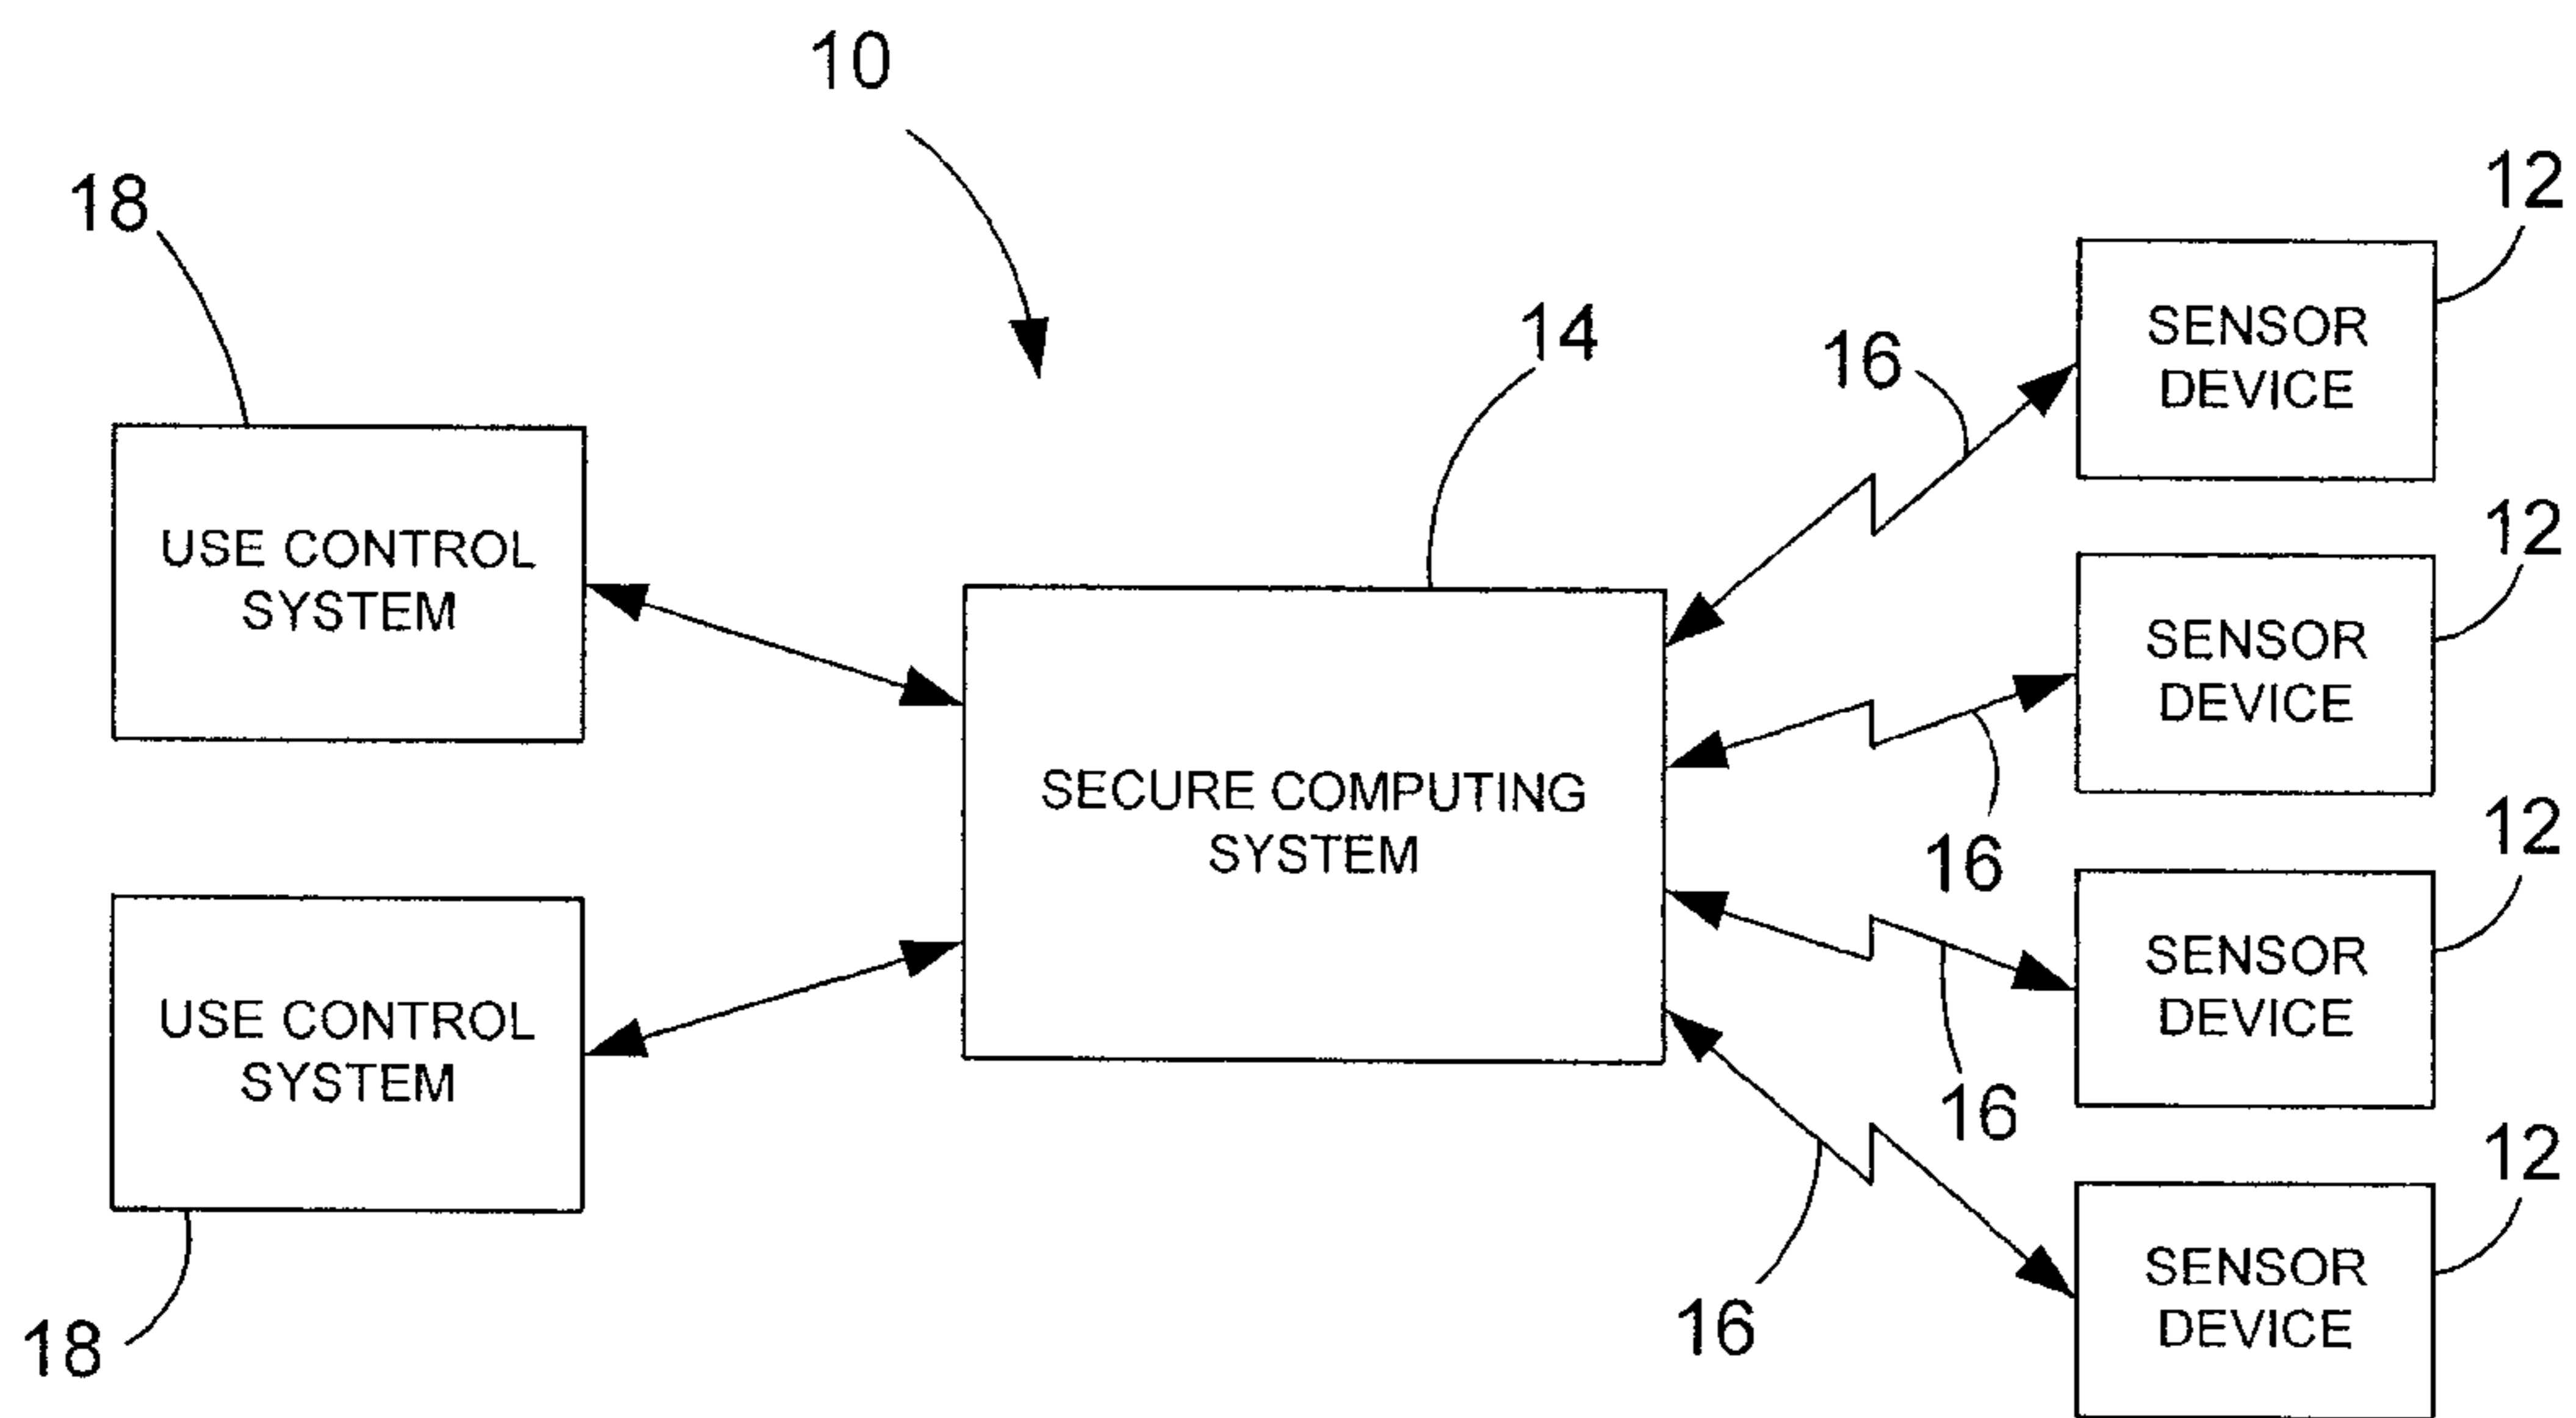 10
18
12
14
16
SENSOR
DEVICE
USE CONTROL
SYSTEM
12
SENSOR
DEVICE
16
SECURE COMPUTING
SYSTEM
12
SENSOR
DEVICE
16
USE CONTROL
SYSTEM
18
12
SENSOR
DEVICE
16